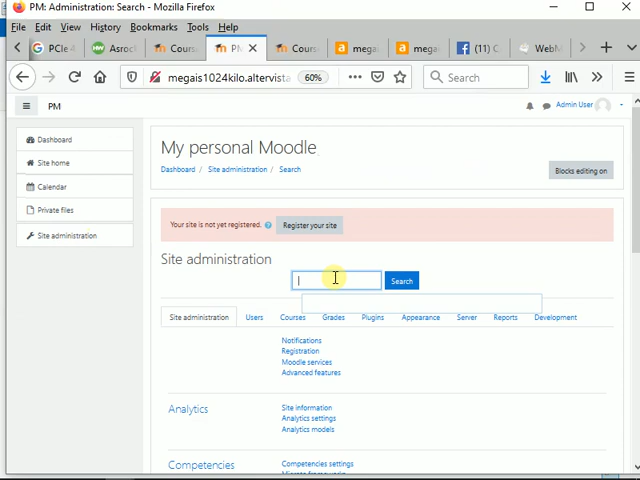 PM: Administration: Search - Mozilla Firefox
File Edit View History Bookmarks Tools Help
PCIe 4 Asroc Cours PM Cours mega mega (11) C WebM
megais1024kilo.altervista 60% Search
PM Admin User
Dashboard
Site home
Calendar
Private files
Site administration
My personal Moodle
Dashboard / Site administration / Search
Blocks editing on
Your site is not yet registered. Register your site
Site administration
Search
Site administration Users Courses Grades Plugins Appearance Server Reports Development
Notifications
Registration
Moodle services
Advanced features
Analytics
Site information
Analytics settings
Analytics models
Competencies
Competencies settings
Migrate frameworks